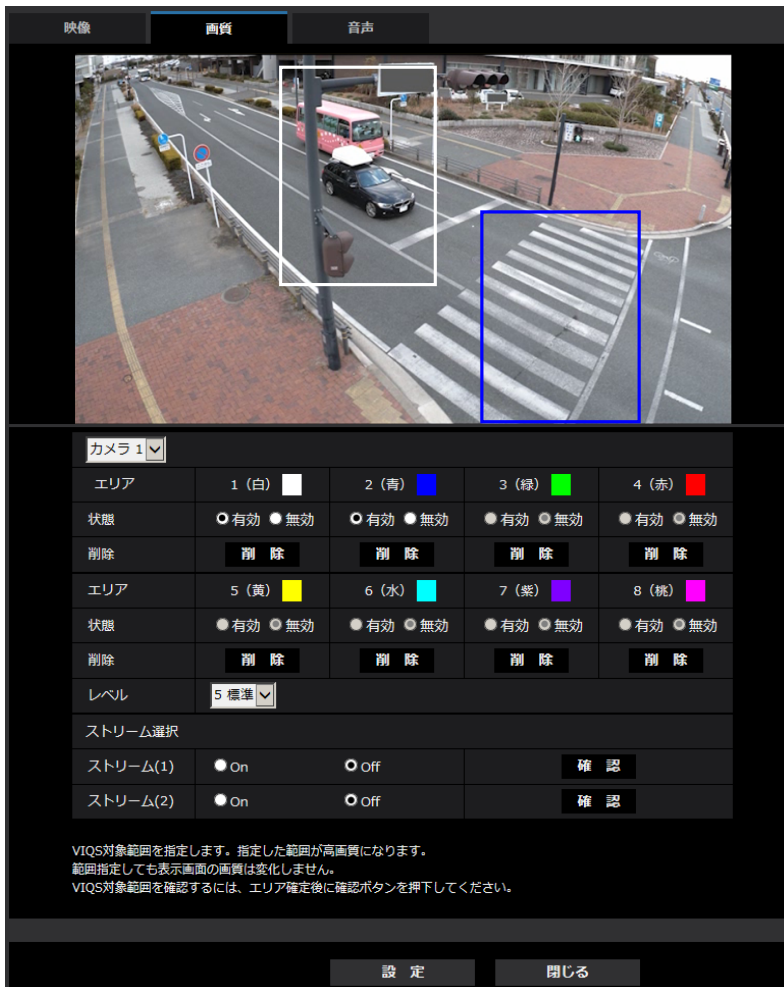 映像 画質 音声
カメラ 1
エリア 1（白） 2（青） 3（緑） 4（赤）
状態 有効 無効 有効 無効 有効 無効 有効 無効
削除 削 除 削 除 削 除 削 除
エリア 5（黄） 6（水） 7（紫） 8（桃）
状態 有効 無効 有効 無効 有効 無効 有効 無効
削除 削 除 削 除 削 除 削 除
レベル 5 標準
ストリーム選択
ストリーム(1) On Off 確 認
ストリーム(2) On Off 確 認
VIQS対象範囲を指定します。指定した範囲が高画質になります。
範囲指定しても表示画面の画質は変化しません。
VIQS対象範囲を確認するには、エリア確定後に確認ボタンを押下してください。
設 定 閉じる